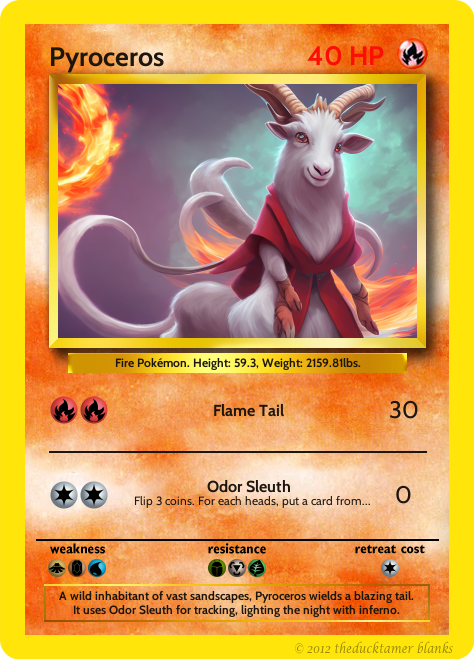 Pyroceros 40 HP
Fire Pokémon. Height: 59.3, Weight: 2159.81lbs.
Flame Tail 30
Odor Sleuth 0
Flip 3 coins. For each heads, put a card from...
weakness resistance retreat cost
A wild inhabitant of vast sandscapes, Pyroceros wields a blazing tail.
It uses Odor Sleuth for tracking, lighting the night with inferno.
© 2012 theducktamer blanks